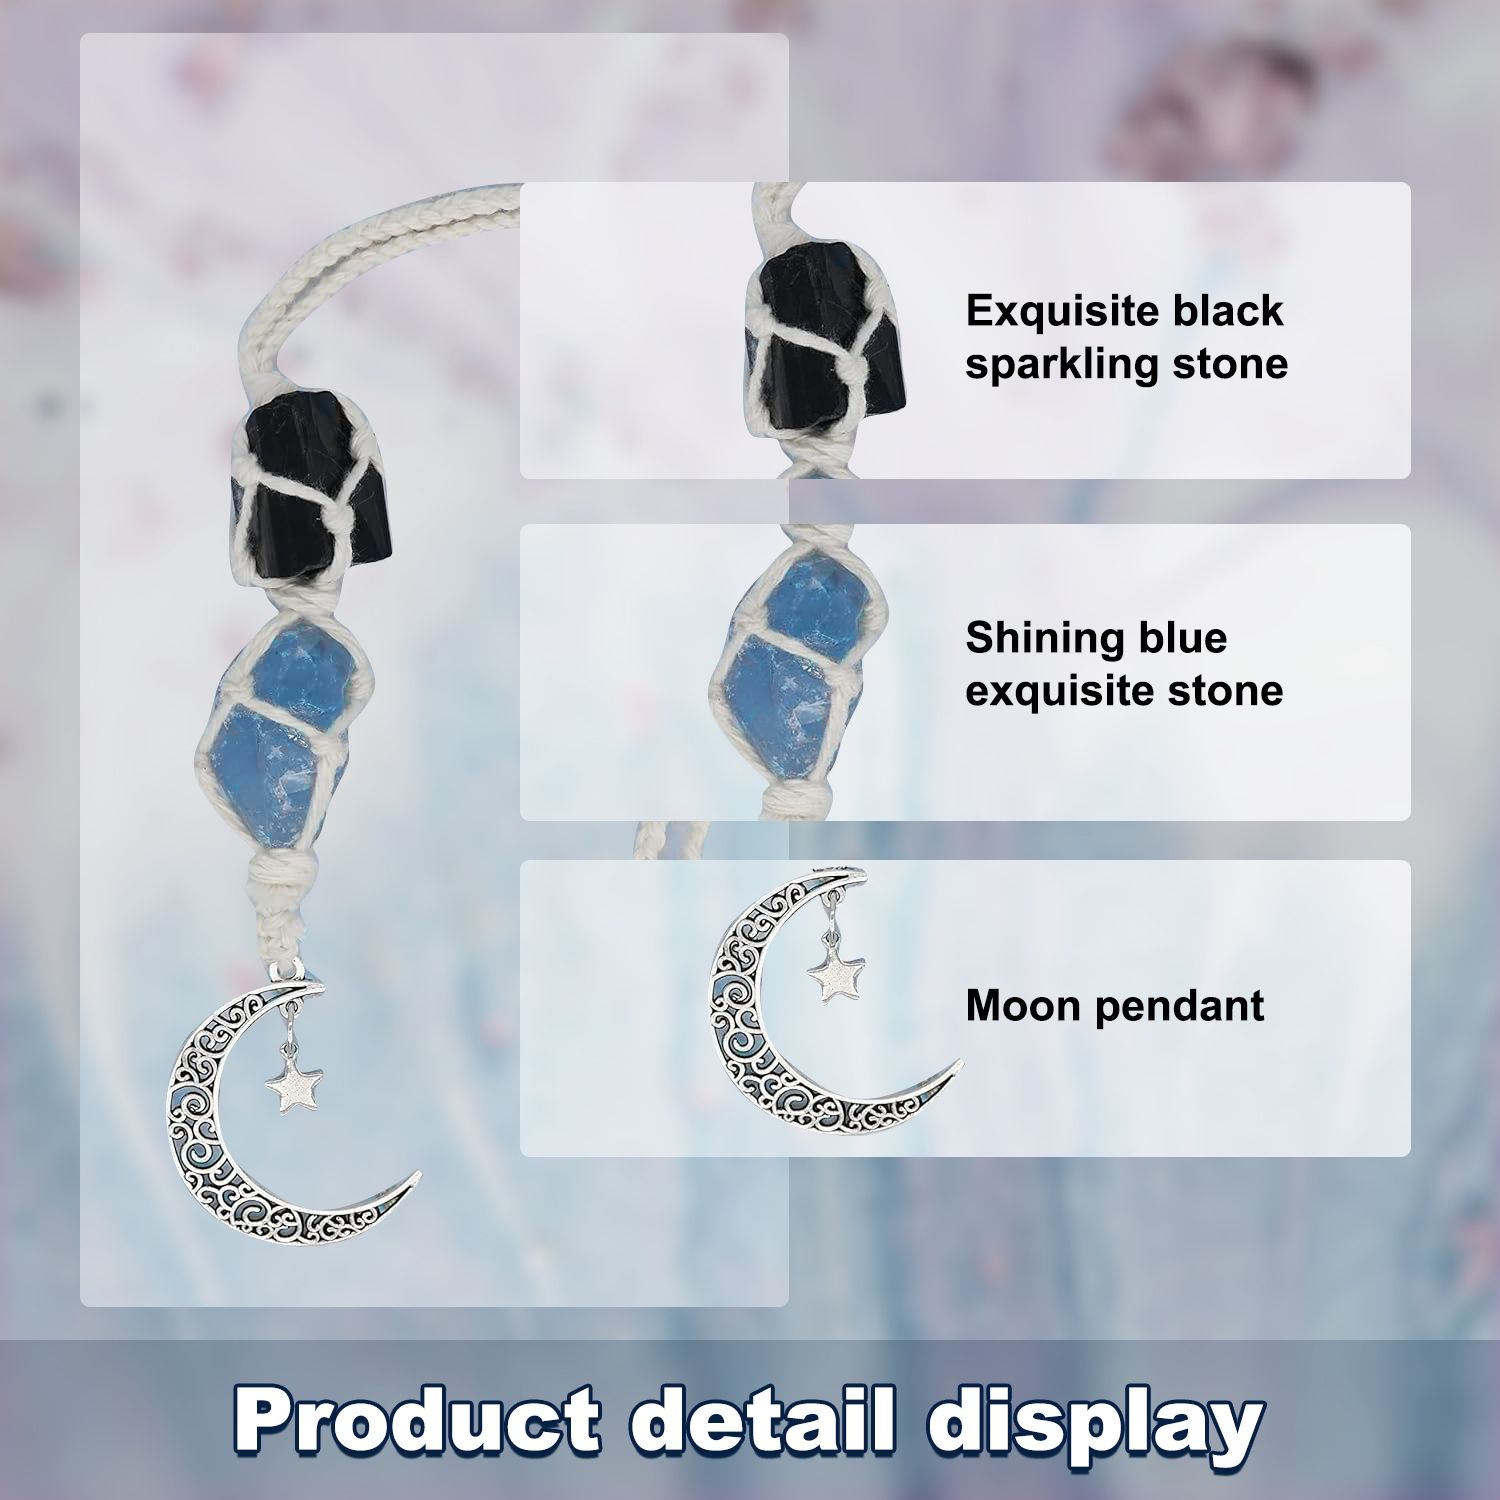 Exquisite black
sparkling stone
Shining blue
exquisite stone
Moon pendant
Product detail display